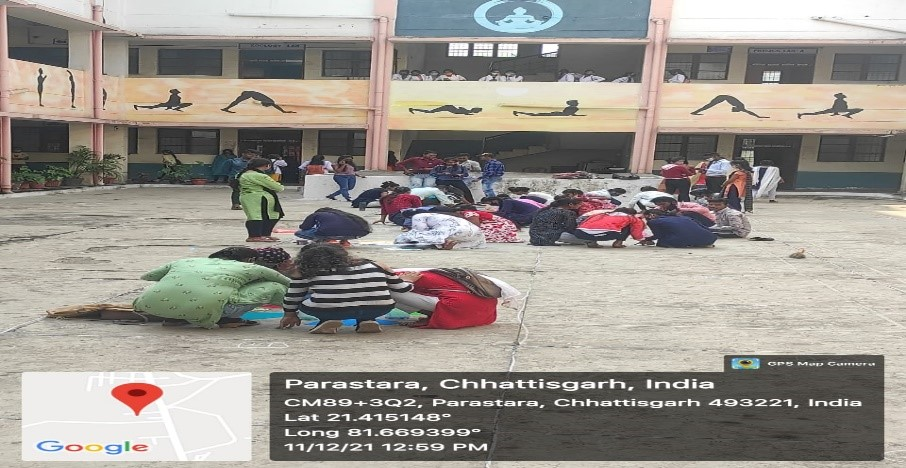 GPS Map Camera
Parastara, Chhattisgarh, India
CM89+3Q2, Parastara, Chhattisgarh 493221, India
Lat 21.415148°
Long 81.669399°
11/12/21 12:59 PM
Google